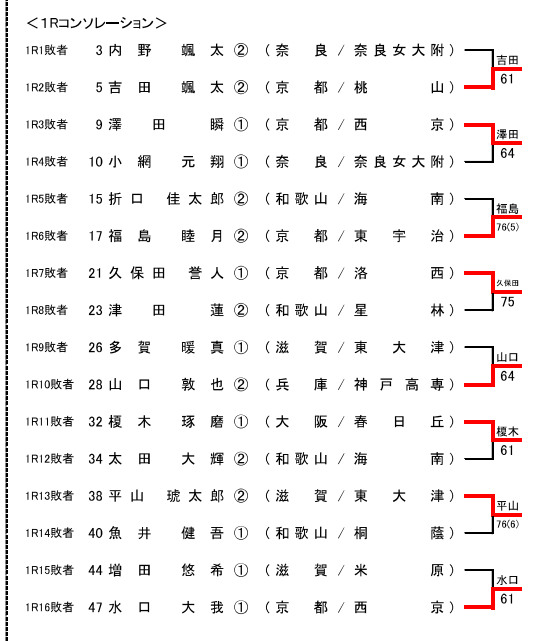 ＜1Rコンソレーション＞
1R1敗者 3 内野 颯太 ② （奈良/奈良女大附）
吉田
61
1R2敗者 5 吉田 颯太 ② （京都/桃山）
1R3敗者 9 澤田 瞬 ① （京都/西京）
澤田
64
1R4敗者 10 小網 元翔 ① （奈良/奈良女大附）
1R5敗者 15 折口 佳太郎 ② （和歌山/海南）
福島
76(5)
1R6敗者 17 福島 睦月 ② （京都/東宇治）
1R7敗者 21 久保田 誉人 ① （京都/洛西）
久保田
75
1R8敗者 23 津田 蓮 ② （和歌山/星林）
1R9敗者 26 多賀 暖真 ① （滋賀/東大津）
山口
64
1R10敗者 28 山口 敦也 ② （兵庫/神戸高専）
1R11敗者 32 榎木 琢磨 ① （大阪/春日丘）
榎木
61
1R12敗者 34 太田 大輝 ② （和歌山/海南）
1R13敗者 38 平山 琥太郎 ② （滋賀/東大津）
平山
76(6)
1R14敗者 40 魚井 健吾 ① （和歌山/桐蔭）
1R15敗者 44 増田 悠希 ① （滋賀/米原）
水口
61
1R16敗者 47 水口 大我 ① （京都/西京）